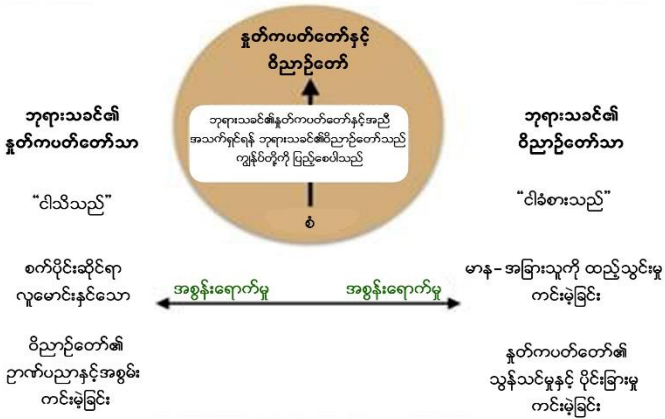 နှုတ်ကပတ်တော်နှင့်
ဝိညာဉ်တော်
ဘုရားသခင်၏နှုတ်ကပတ်တော်နှင့်အညီ
အသက်ရှင်ရန် ဘုရားသခင်၏ဝိညာဉ်တော်သည်
ကျွန်ုပ်တို့ကို ပြည့်စေပါသည်
စံ
ဘုရားသခင်၏
နှုတ်ကပတ်တော်သာ
“ငါသိသည်”
စက်ပိုင်းဆိုင်ရာ
လူမောင်းနှင်သော
ဝိညာဉ်တော်၏
ဉာဏ်ပညာနှင့်အစွမ်း
ကင်းမဲ့ခြင်း
အစွန်းရောက်မှု
အစွန်းရောက်မှု
ဘုရားသခင်၏
ဝိညာဉ်တော်သာ
“ငါခံစားသည်”
မာန–အခြားသူကို ထည့်သွင်းမှု
ကင်းမဲ့ခြင်း
နှုတ်ကပတ်တော်၏
သွန်သင်မှုနှင့် ပိုင်းခြားမှု
ကင်းမဲ့ခြင်း